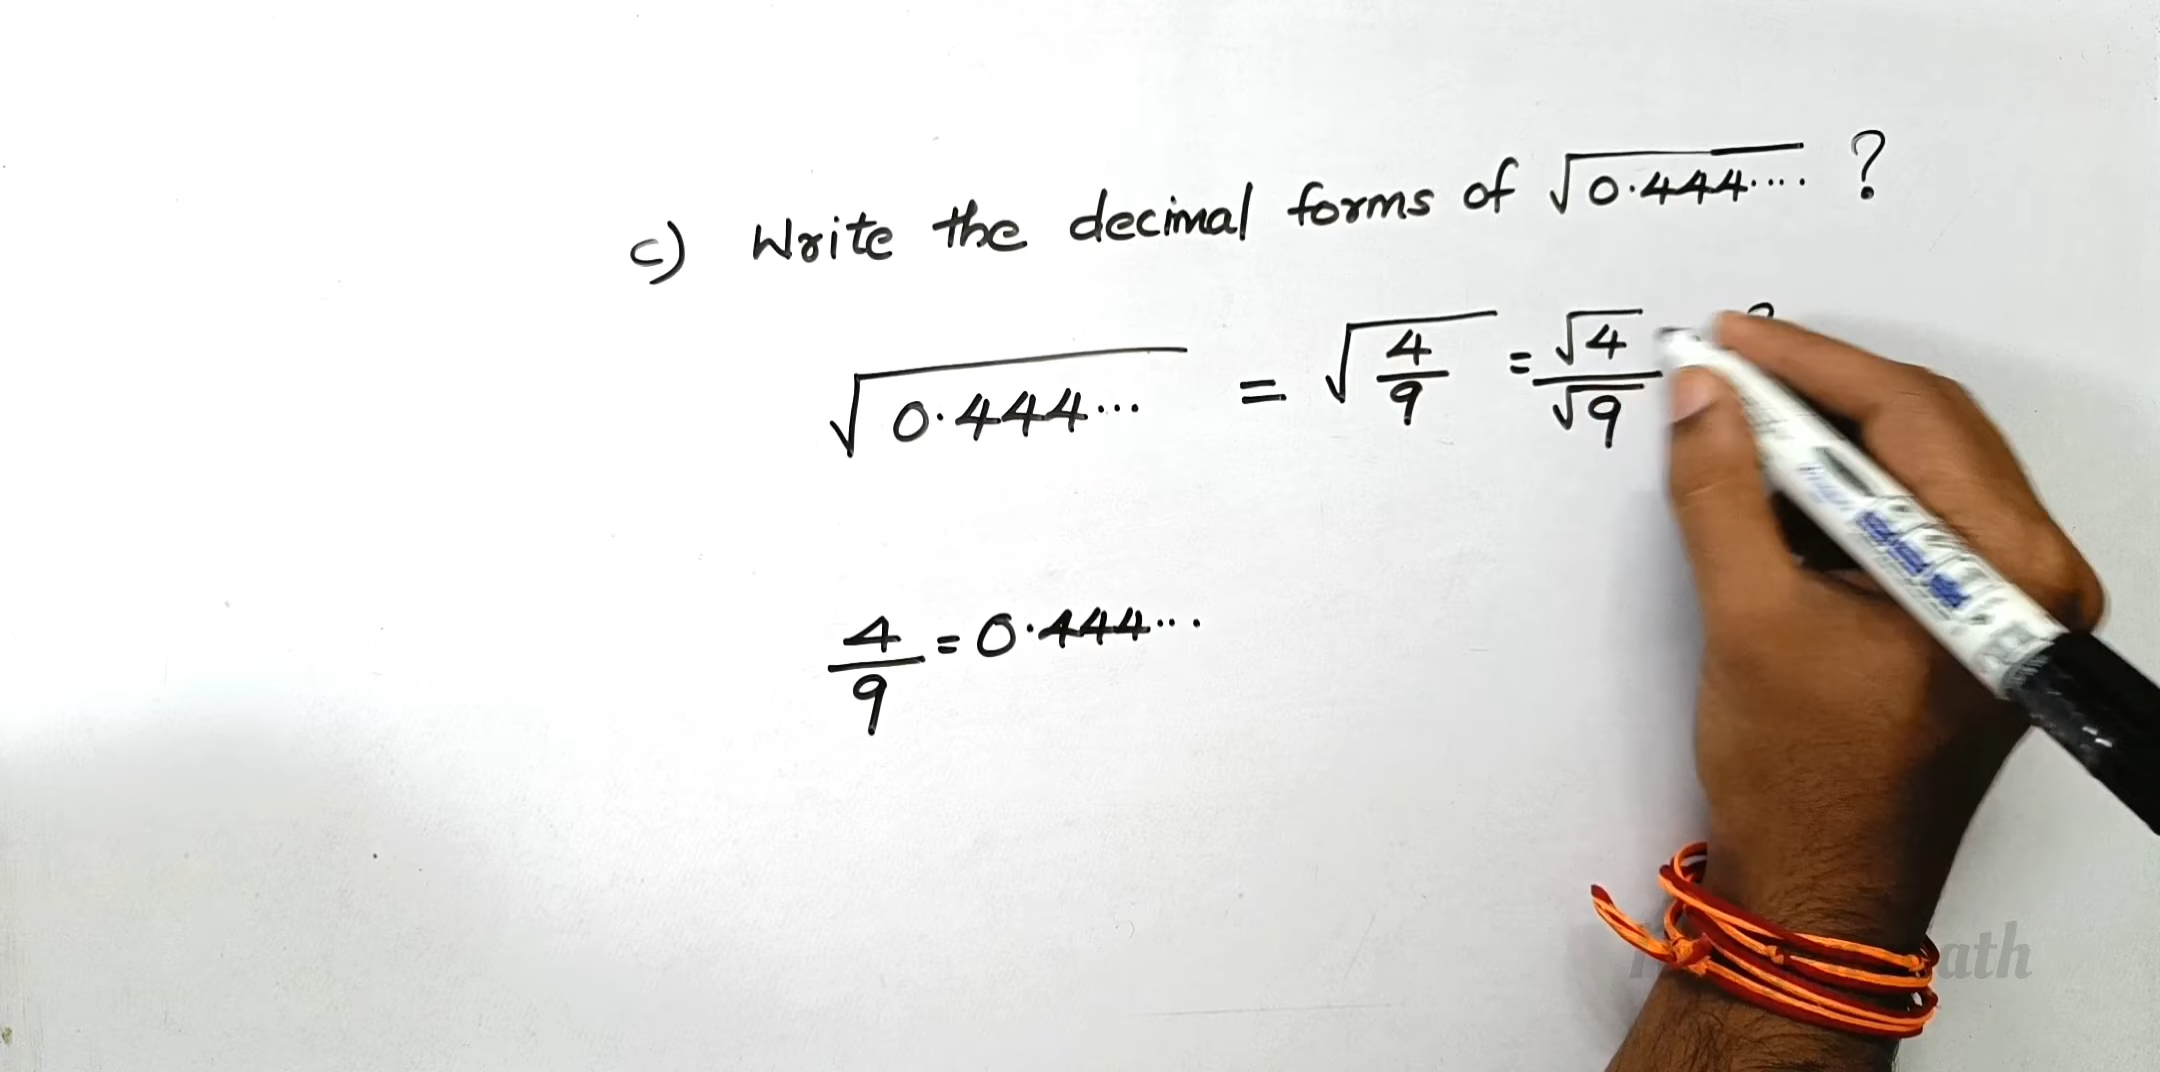 c) Write the decimal forms of √0.444.... ?
√0.444... = √4/9 = √4/√9
4/9 = 0.444...